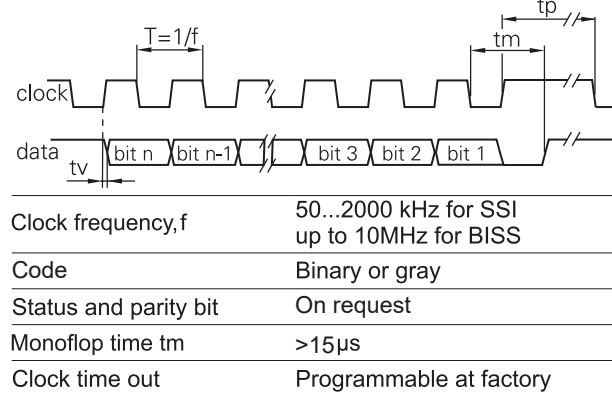 tp
T=1/f
tm
clock
data
bit n
bit n-1
bit 3
bit 2
bit 1
tv
Clock frequency,f
50...2000 kHz for SSI
up to 10MHz for BISS
Code
Binary or gray
Status and parity bit
On request
Monoflop time tm
>15µs
Clock time out
Programmable at factory